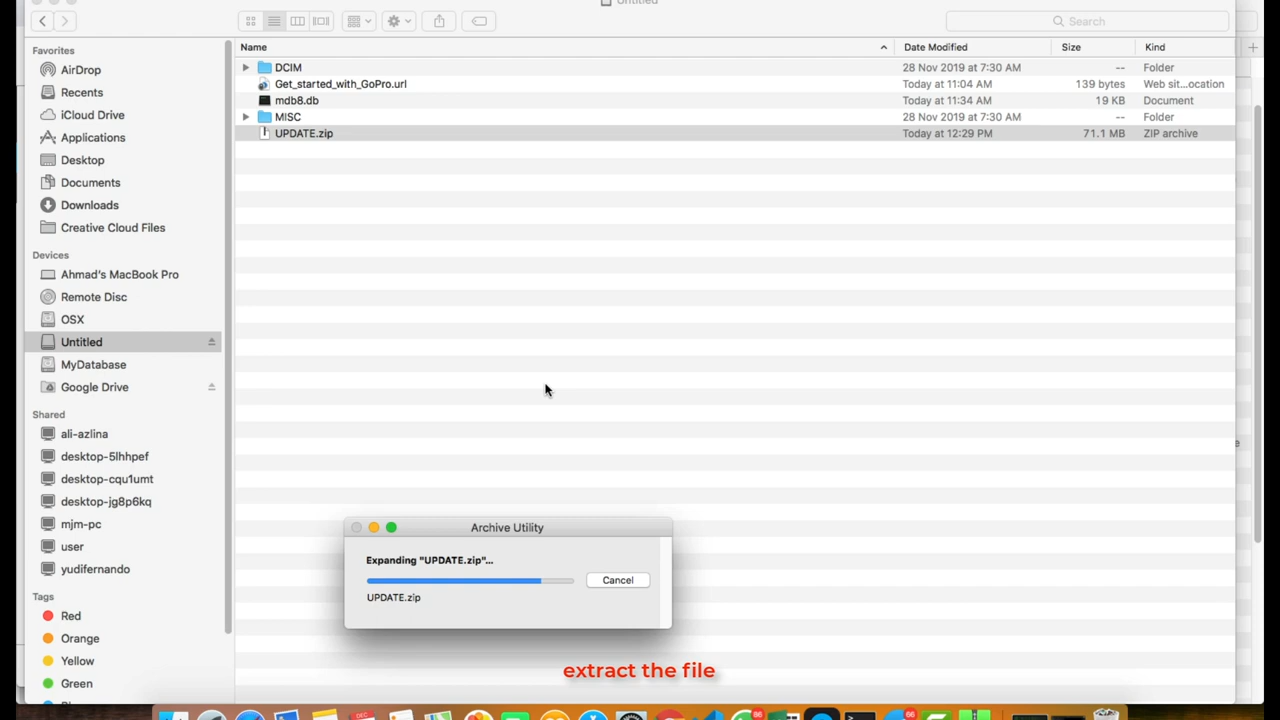 Untitled
Search
Favorites
AirDrop
Recents
iCloud Drive
Applications
Desktop
Documents
Downloads
Creative Cloud Files
Devices
Ahmad's MacBook Pro
Remote Disc
OSX
Untitled
MyDatabase
Google Drive
Shared
ali-azlina
desktop-5lhhpef
desktop-cqu1umt
desktop-jg8p6kq
mjm-pc
user
yudifernando
Tags
Red
Orange
Yellow
Green
Name Date Modified Size Kind
DCIM 28 Nov 2019 at 7:30 AM -- Folder
Get_started_with_GoPro.url Today at 11:04 AM 139 bytes Web sit...ocation
mdb8.db Today at 11:34 AM 19 KB Document
MISC 28 Nov 2019 at 7:30 AM -- Folder
UPDATE.zip Today at 12:29 PM 71.1 MB ZIP archive
Archive Utility
Expanding "UPDATE.zip"...
Cancel
UPDATE.zip
extract the file